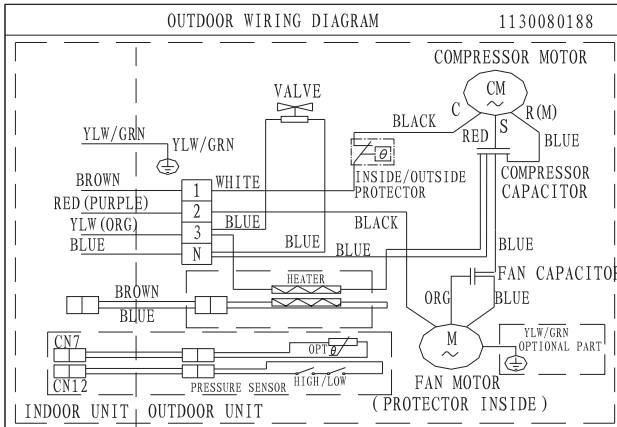 OUTDOOR WIRING DIAGRAM 1130080188
COMPRESSOR MOTOR
VALVE
CM
C
R(M)
S
BLACK
RED
BLUE
YLW/GRN
YLW/GRN
θ
INSIDE/OUTSIDE
PROTECTOR
COMPRESSOR
CAPACITOR
BROWN
1
WHITE
RED(PURPLE)
2
BLUE
BLACK
YLW(ORG)
3
BLUE
BLUE
N
BLUE
BLUE
HEATER
FAN CAPACITOR
BROWN
BLUE
ORG
BLUE
CN7
OPT
θ
M
YLW/GRN
OPTIONAL PART
CN12
PRESSURE SENSOR
HIGH/LOW
FAN MOTOR
(PROTECTOR INSIDE)
INDOOR UNIT
OUTDOOR UNIT